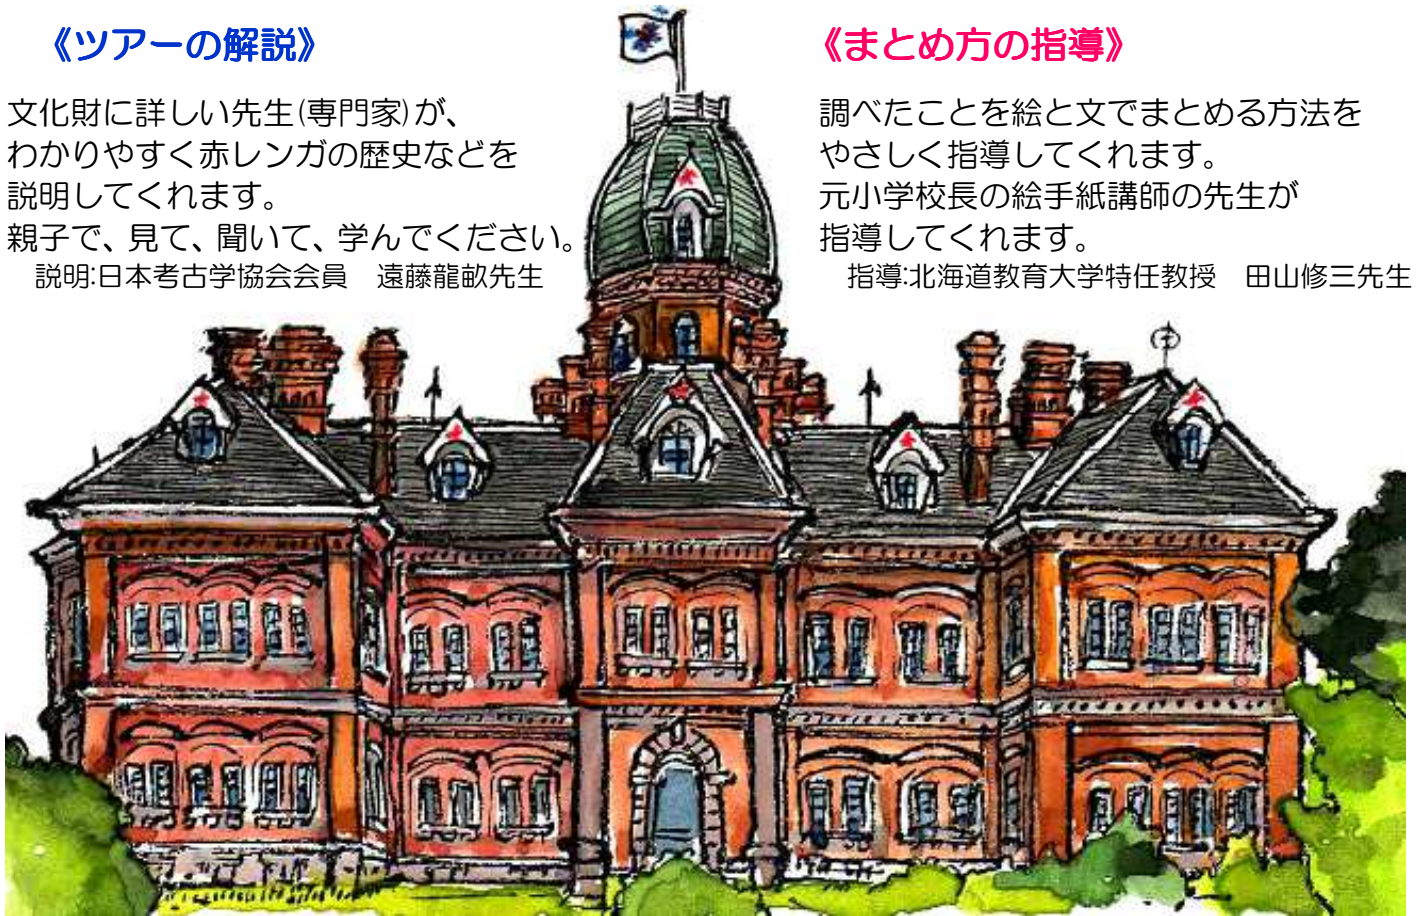 《ツアーの解説》
文化財に詳しい先生(専門家)が、
わかりやすく赤レンガの歴史などを
説明してくれます。
親子で、見て、聞いて、学んでください。
説明:日本考古学協会会員　遠藤龍畝先生
《まとめ方の指導》
調べたことを絵と文でまとめる方法を
やさしく指導してくれます。
元小学校長の絵手紙講師の先生が
指導してくれます。
指導:北海道教育大学特任教授　田山修三先生